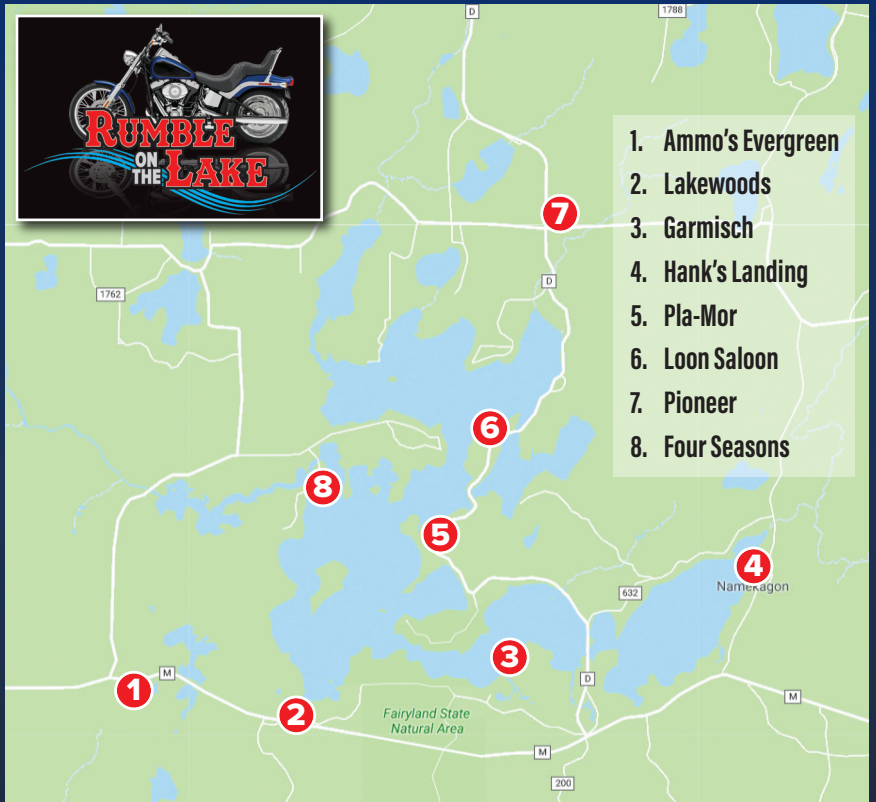 D
1788
RUMBLE
ON
THE
LAKE
1. Ammo's Evergreen
2. Lakewoods
3. Garmisch
4. Hank's Landing
5. Pla-Mor
6. Loon Saloon
7. Pioneer
8. Four Seasons
7
D
1762
6
8
5
4
Namekagon
632
3
M
1
D
2
M
Fairyland State
Natural Area
M
200